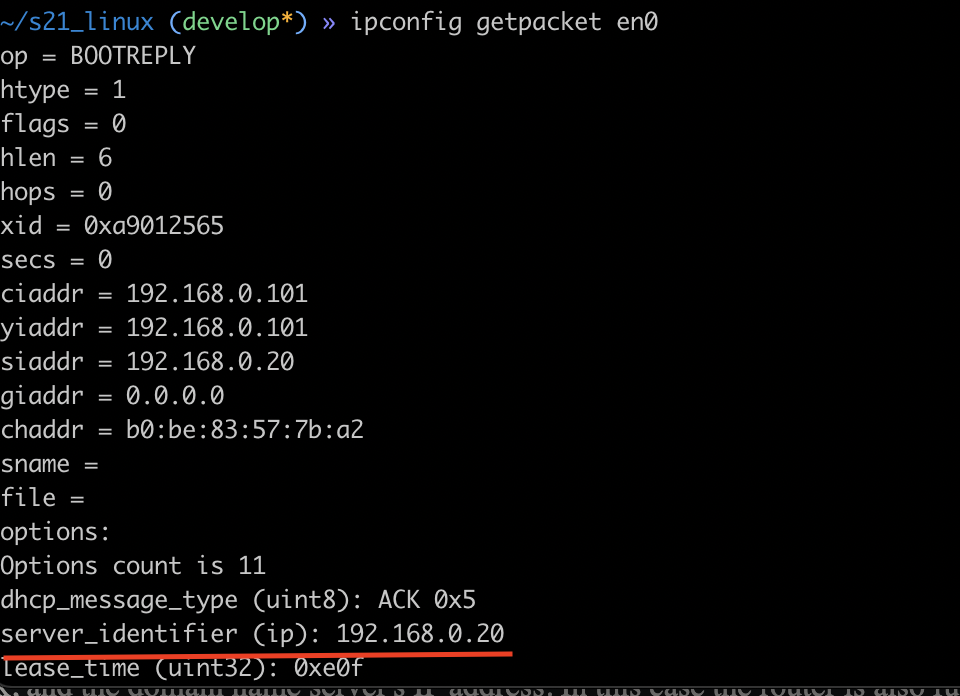 ~/s21_linux (develop*) » ipconfig getpacket en0
op = BOOTREPLY
htype = 1
flags = 0
hlen = 6
hops = 0
xid = 0xa9012565
secs = 0
ciaddr = 192.168.0.101
yiaddr = 192.168.0.101
siaddr = 192.168.0.20
giaddr = 0.0.0.0
chaddr = b0:be:83:57:7b:a2
sname =
file =
options:
Options count is 11
dhcp_message_type (uint8): ACK 0x5
server_identifier (ip): 192.168.0.20
lease_time (uint32): 0xe0f
and the domain name server's IP address. In this case the router is also